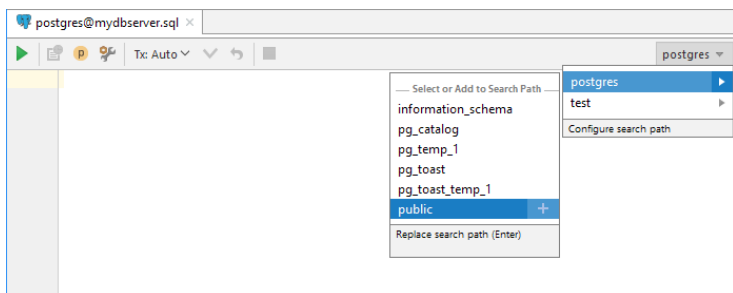 postgres@mydbserver.sql
P Tx: Auto postgres
Select or Add to Search Path
information_schema
pg_catalog
pg_temp_1
pg_toast
pg_toast_temp_1
public
Replace search path (Enter)
postgres
test
Configure search path